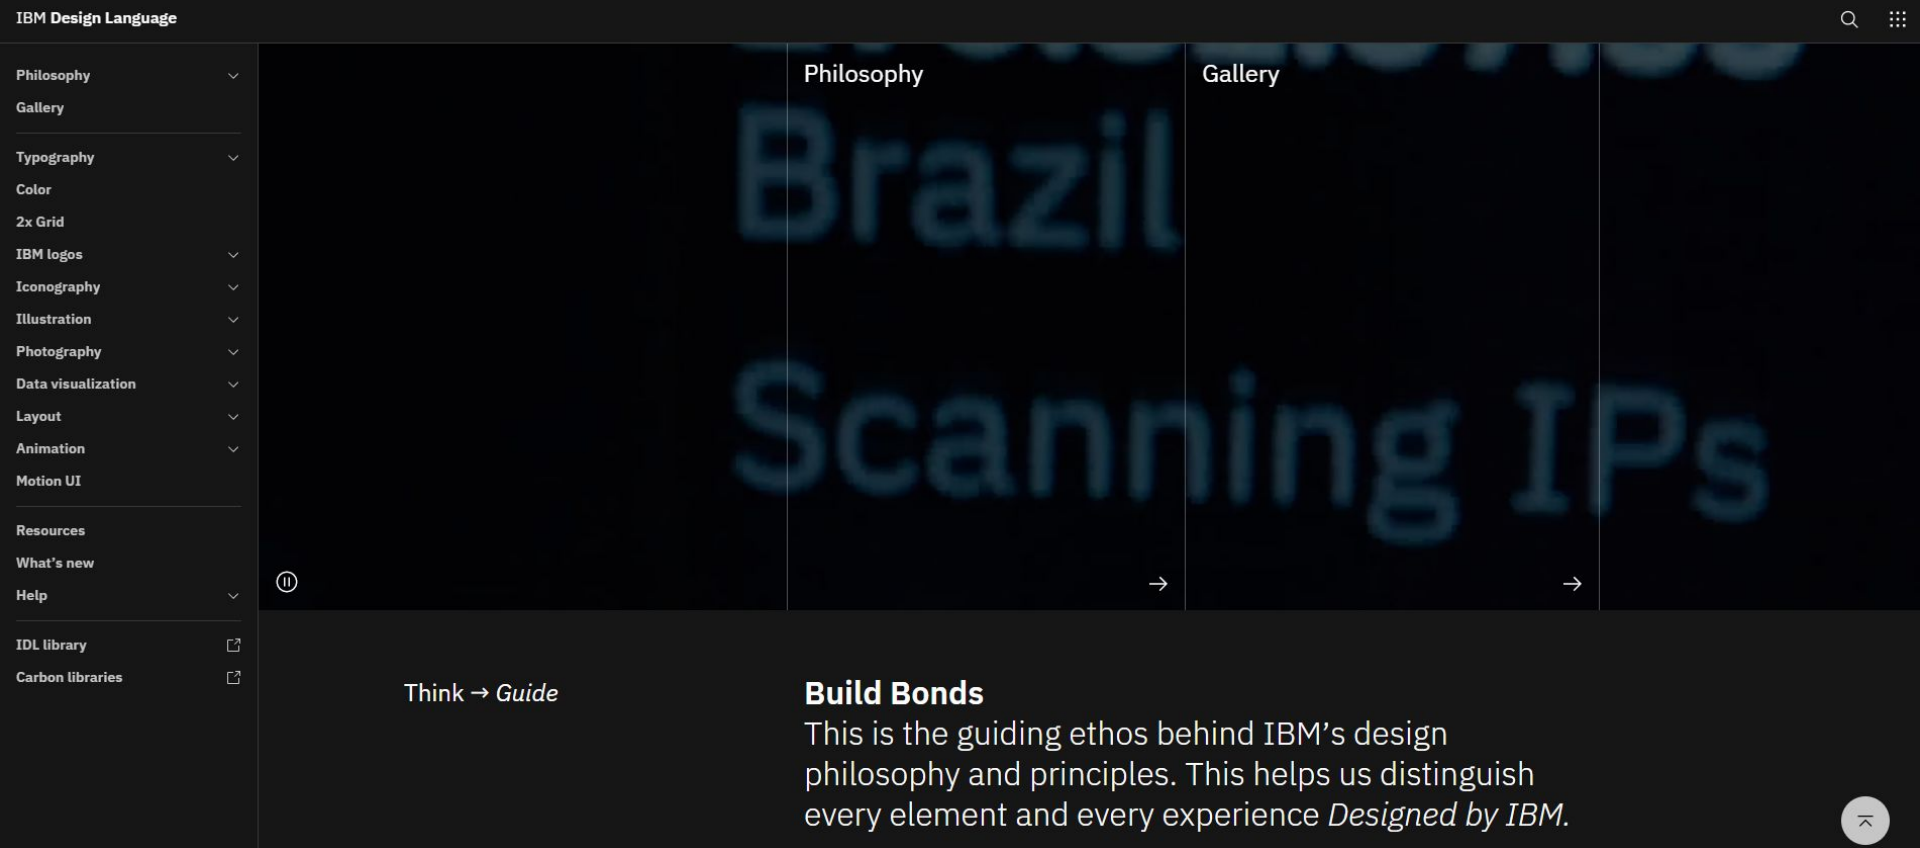 IBM Design Language
Philosophy
Gallery
Typography
Color
2x Grid
IBM logos
Iconography
Illustration
Photography
Data visualization
Layout
Animation
Motion UI
Resources
What's new
Help
IDL library
Carbon libraries
Philosophy
Gallery
Brazil
Scanning IPs
Think → Guide
Build Bonds
This is the guiding ethos behind IBM's design
philosophy and principles. This helps us distinguish
every element and every experience Designed by IBM.